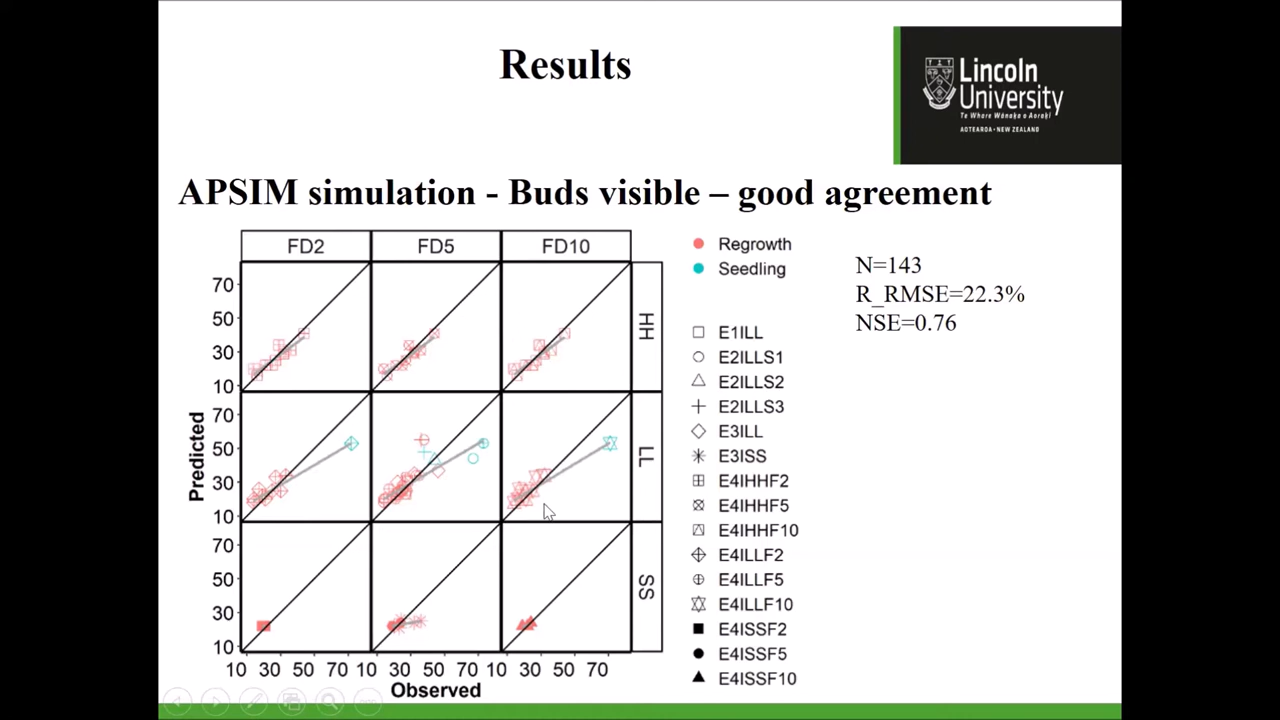 Results
Lincoln
University
Te Whare Wānaka o Aoraki
AOTEAROA • NEW ZEALAND
APSIM simulation - Buds visible – good agreement
FD2 FD5 FD10
Regrowth
Seedling
N=143
R_RMSE=22.3%
NSE=0.76
70
50
30
10
HH
70
50
30
10
LL
70
50
30
10
SS
Predicted
10 30 50 70 10 30 50 70 10 30 50 70
Observed
E1ILL
E2ILLS1
E2ILLS2
E2ILLS3
E3ILL
E3ISS
E4IHHF2
E4IHHF5
E4IHHF10
E4ILLF2
E4ILLF5
E4ILLF10
E4ISSF2
E4ISSF5
E4ISSF10